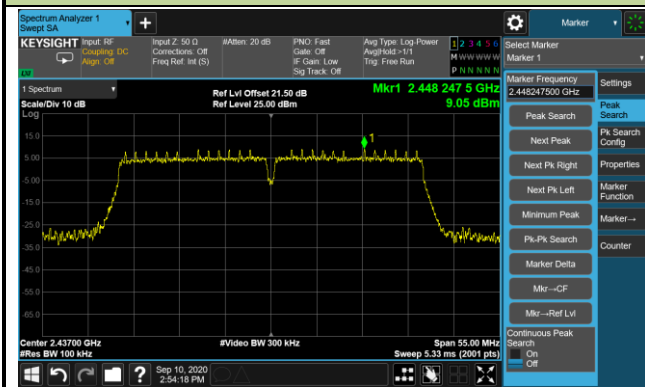 Spectrum Analyzer 1
Swept SA
+
Marker
KEYSIGHT
Input: RF
Coupling: DC
Align: Off
Input Z: 50 Ω
Corrections: Off
Freq Ref: Int (S)
#Atten: 20 dB
PNO: Fast
Gate: Off
IF Gain: Low
Sig Track: Off
Avg Type: Log-Power
Avg|Hold:>1/1
Trig: Free Run
1 2 3 4 5 6
M W W W W W
P N N N N N
Select Marker
Marker 1
LXI
1 Spectrum
Scale/Div 10 dB
Log
Ref Lvl Offset 21.50 dB
Ref Level 25.00 dBm
Mkr1 2.448 247 5 GHz
9.05 dBm
1
15.0
5.00
-5.00
-15.0
-25.0
-35.0
-45.0
-55.0
-65.0
Center 2.43700 GHz
#Res BW 100 kHz
#Video BW 300 kHz
Span 55.00 MHz
Sweep 5.33 ms (2001 pts)
Marker Frequency
2.448247500 GHz
Peak Search
Next Peak
Next Pk Right
Next Pk Left
Minimum Peak
Pk-Pk Search
Marker Delta
Mkr→CF
Mkr→Ref Lvl
Continuous Peak
Search
On
Off
Settings
Peak
Search
Pk Search
Config
Properties
Marker
Function
Marker→
Counter
?
Sep 10, 2020
2:54:18 PM